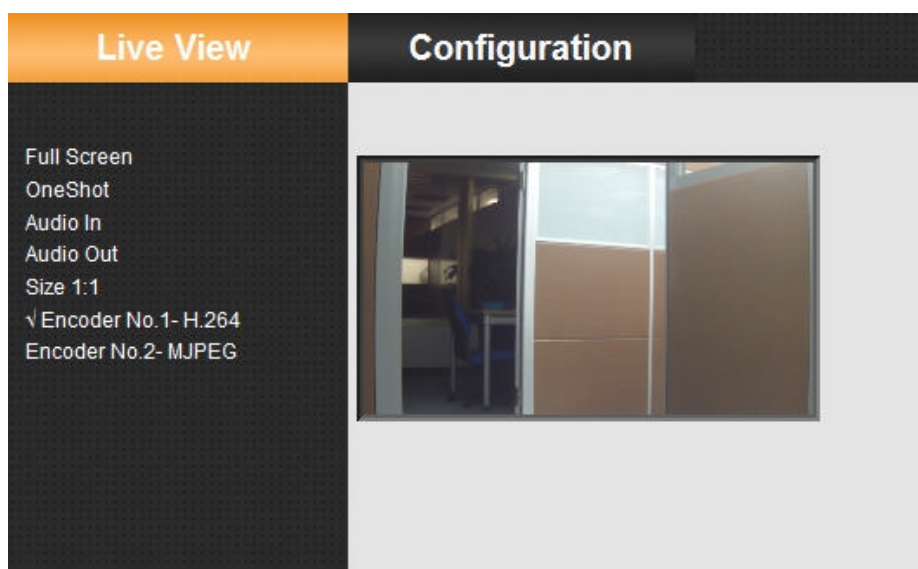 Live View
Configuration
Full Screen
OneShot
Audio In
Audio Out
Size 1:1
√ Encoder No.1- H.264
Encoder No.2- MJPEG